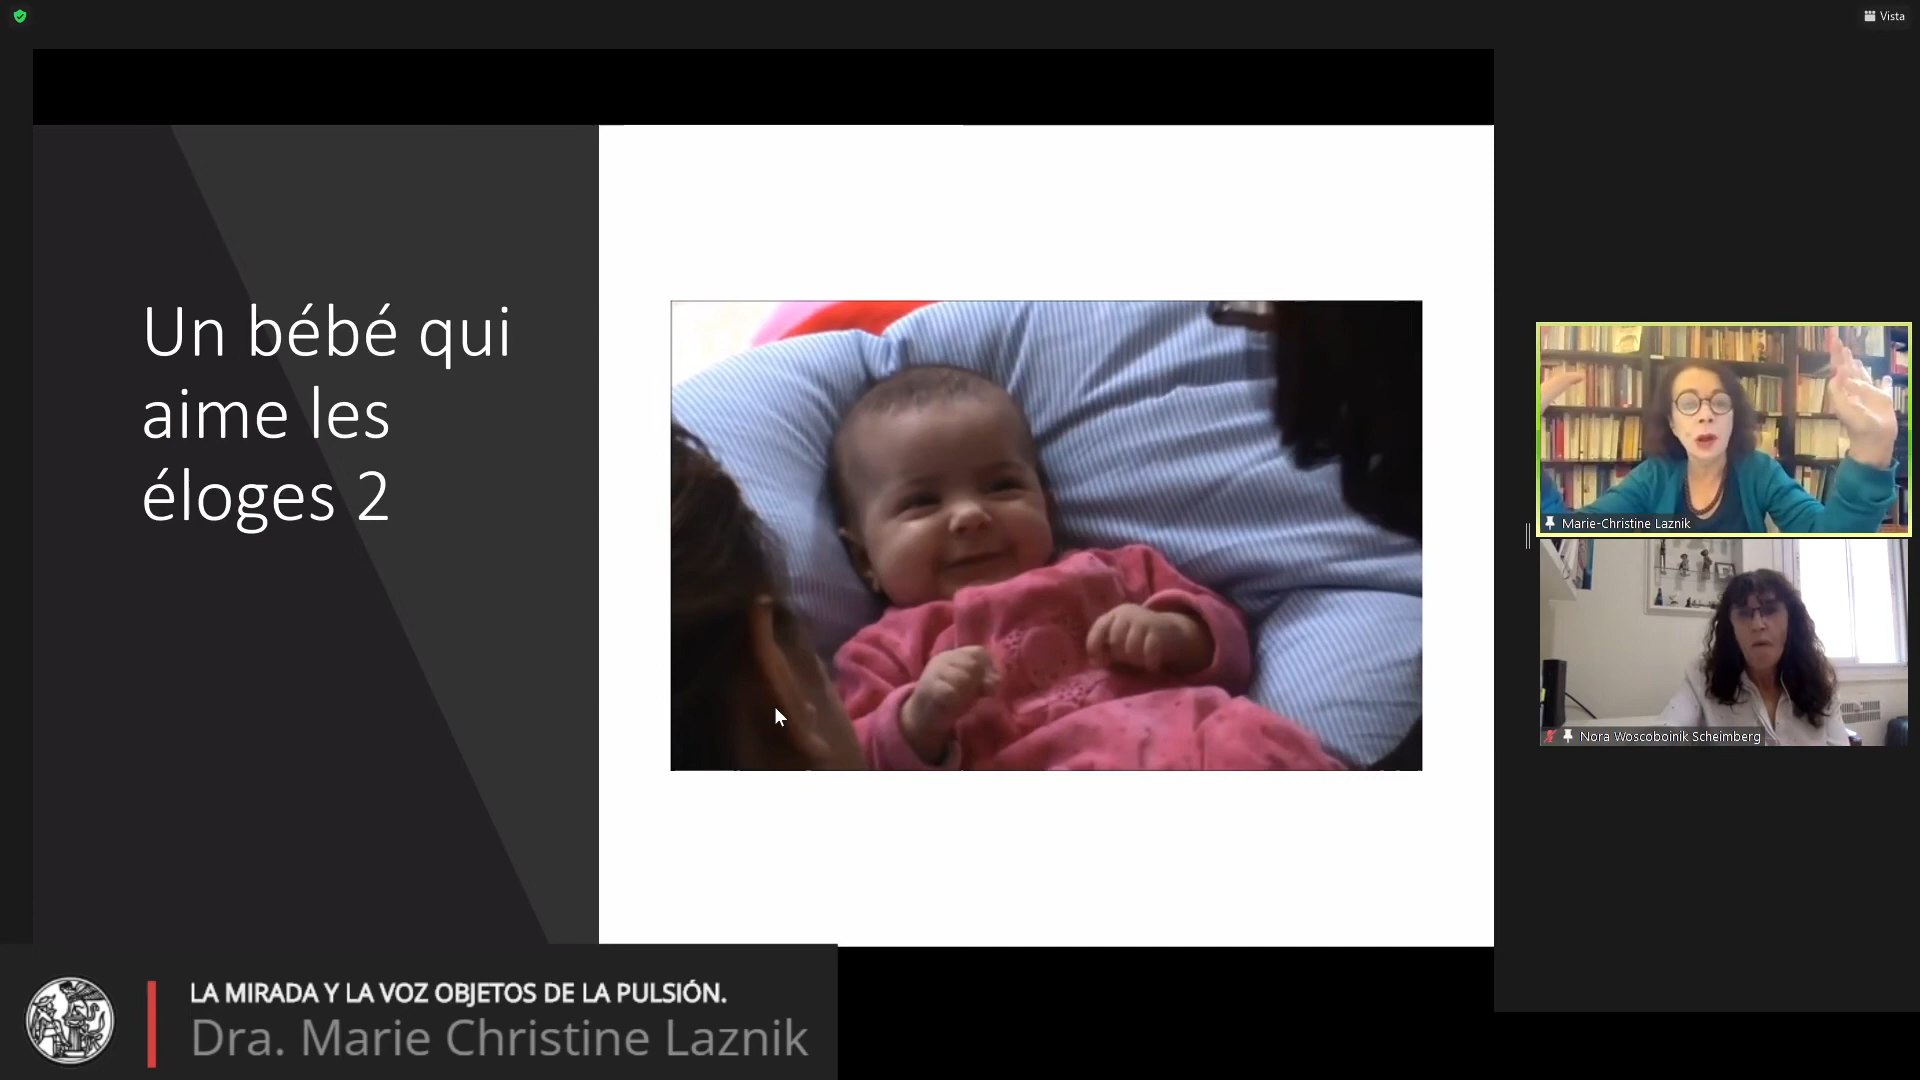 Vista
Un bébé qui
aime les
éloges 2
Marie-Christine Laznik
Nora Woscoboinik Scheimberg
LA MIRADA Y LA VOZ OBJETOS DE LA PULSIÓN.
Dra. Marie Christine Laznik